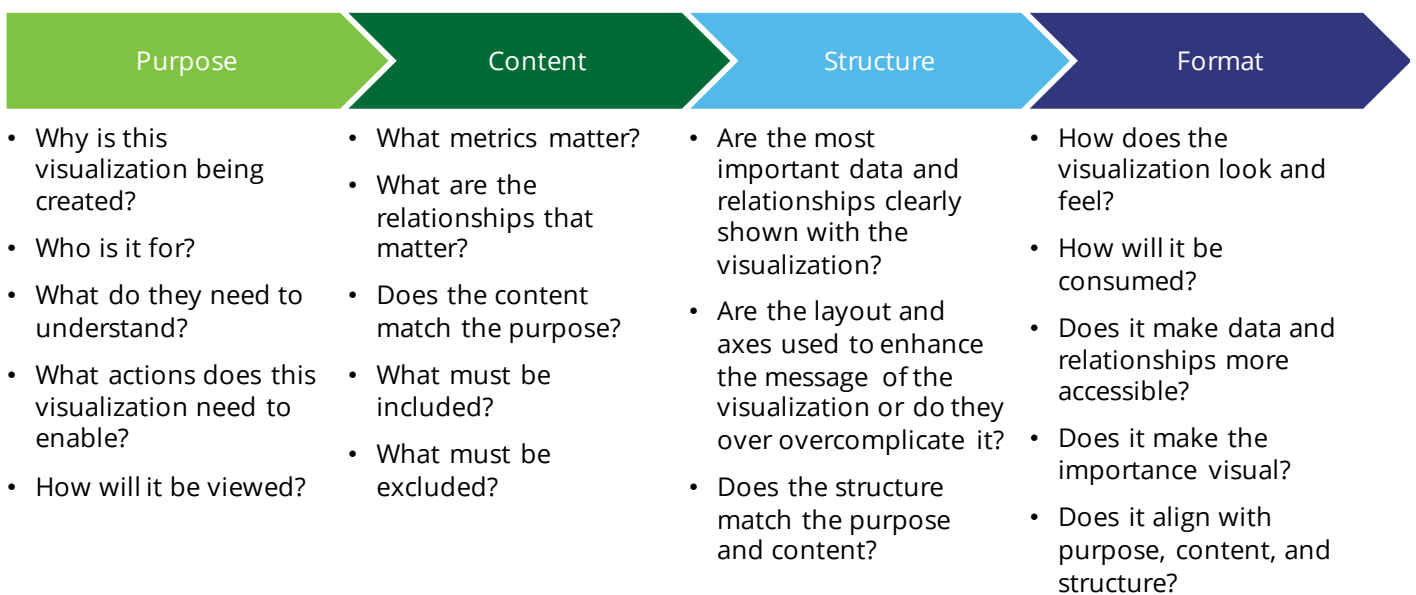 Purpose
Content
Structure
Format
• Why is this
visualization being
created?
• Who is it for?
• What do they need to
understand?
• What actions does this
visualization need to
enable?
• How will it be viewed?
• What metrics matter?
• What are the
relationships that
matter?
• Does the content
match the purpose?
• What must be
included?
• What must be
excluded?
• Are the most
important data and
relationships clearly
shown with the
visualization?
• Are the layout and
axes used to enhance
the message of the
visualization or do they
over overcomplicate it?
• Does the structure
match the purpose
and content?
• How does the
visualization look and
feel?
• How will it be
consumed?
• Does it make data and
relationships more
accessible?
• Does it make the
importance visual?
• Does it align with
purpose, content, and
structure?